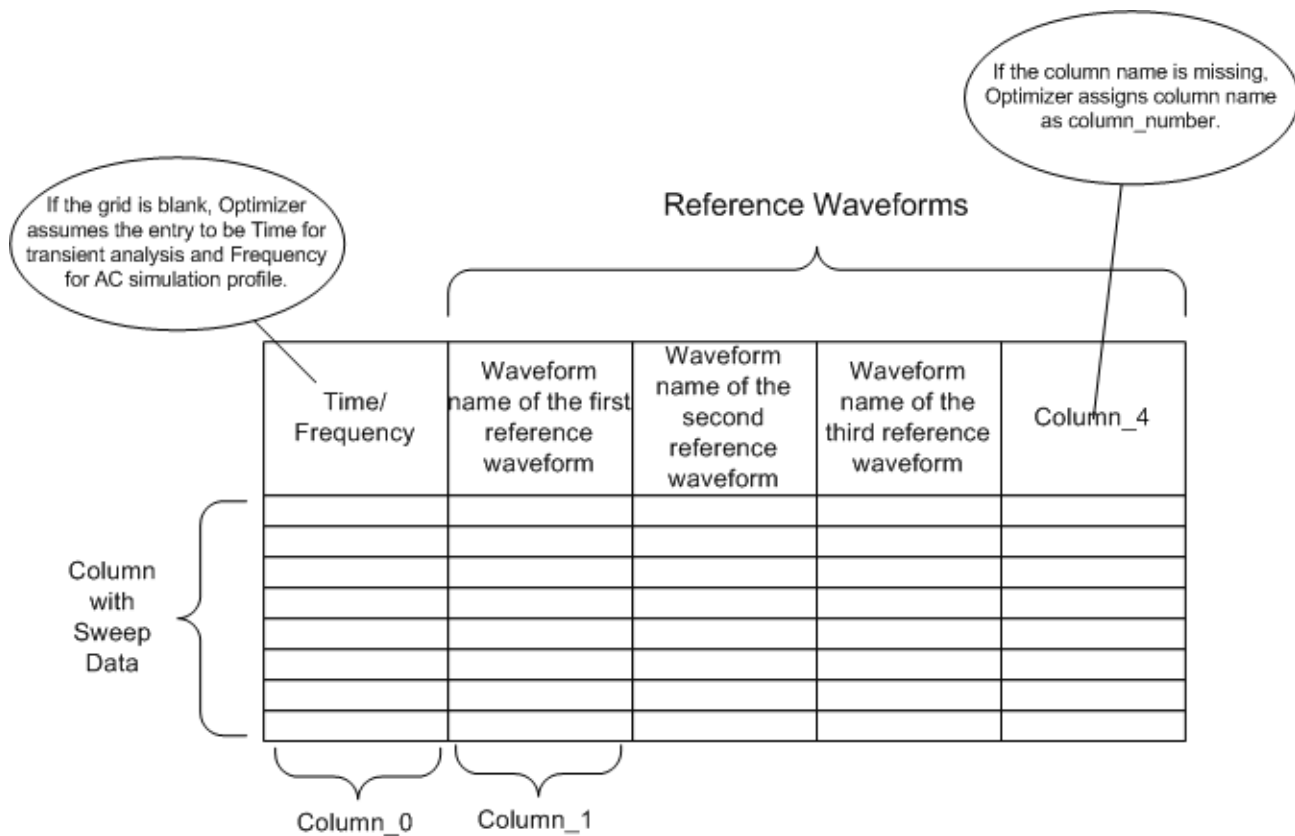 If the column name is missing,
Optimizer assigns column name
as column_number.
If the grid is blank, Optimizer
assumes the entry to be Time for
transient analysis and Frequency
for AC simulation profile.
Reference Waveforms
Time/
Frequency
Waveform
name of the first
reference
waveform
Waveform
name of the
second
reference
waveform
Waveform
name of the
third reference
waveform
Column_4
Column
with
Sweep
Data
Column_0
Column_1